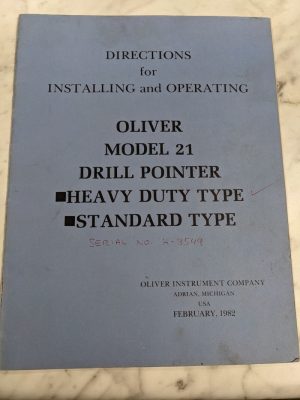 DIRECTIONS
for
INSTALLING and OPERATING
OLIVER
MODEL 21
DRILL POINTER
■HEAVY DUTY TYPE ✓
■STANDARD TYPE
SERIAL NO. K-9549
OLIVER INSTRUMENT COMPANY
ADRIAN, MICHIGAN
USA
FEBRUARY, 1982